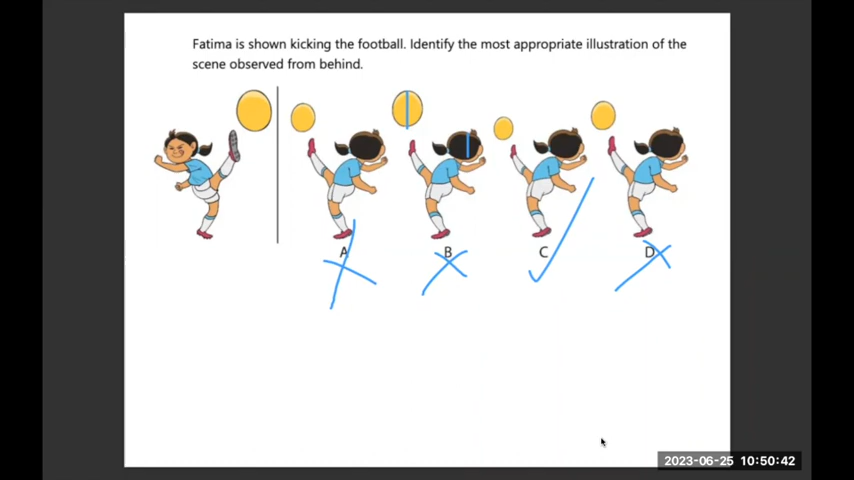 Fatima is shown kicking the football. Identify the most appropriate illustration of the
scene observed from behind.
A B C D
2023-06-25 10:50:42